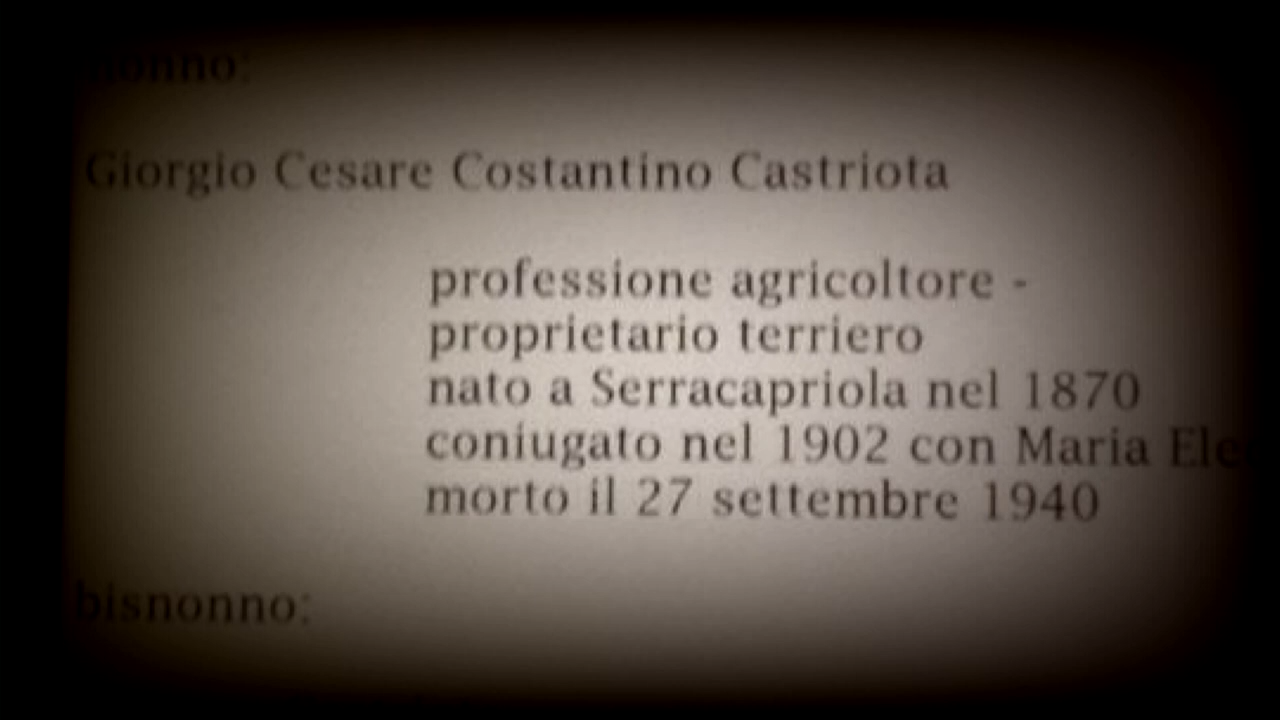 nonno:
Giorgio Cesare Costantino Castriota
professione agricoltore -
proprietario terriero
nato a Serracapriola nel 1870
coniugato nel 1902 con Maria
morto il 27 settembre 1940
bisnonno: